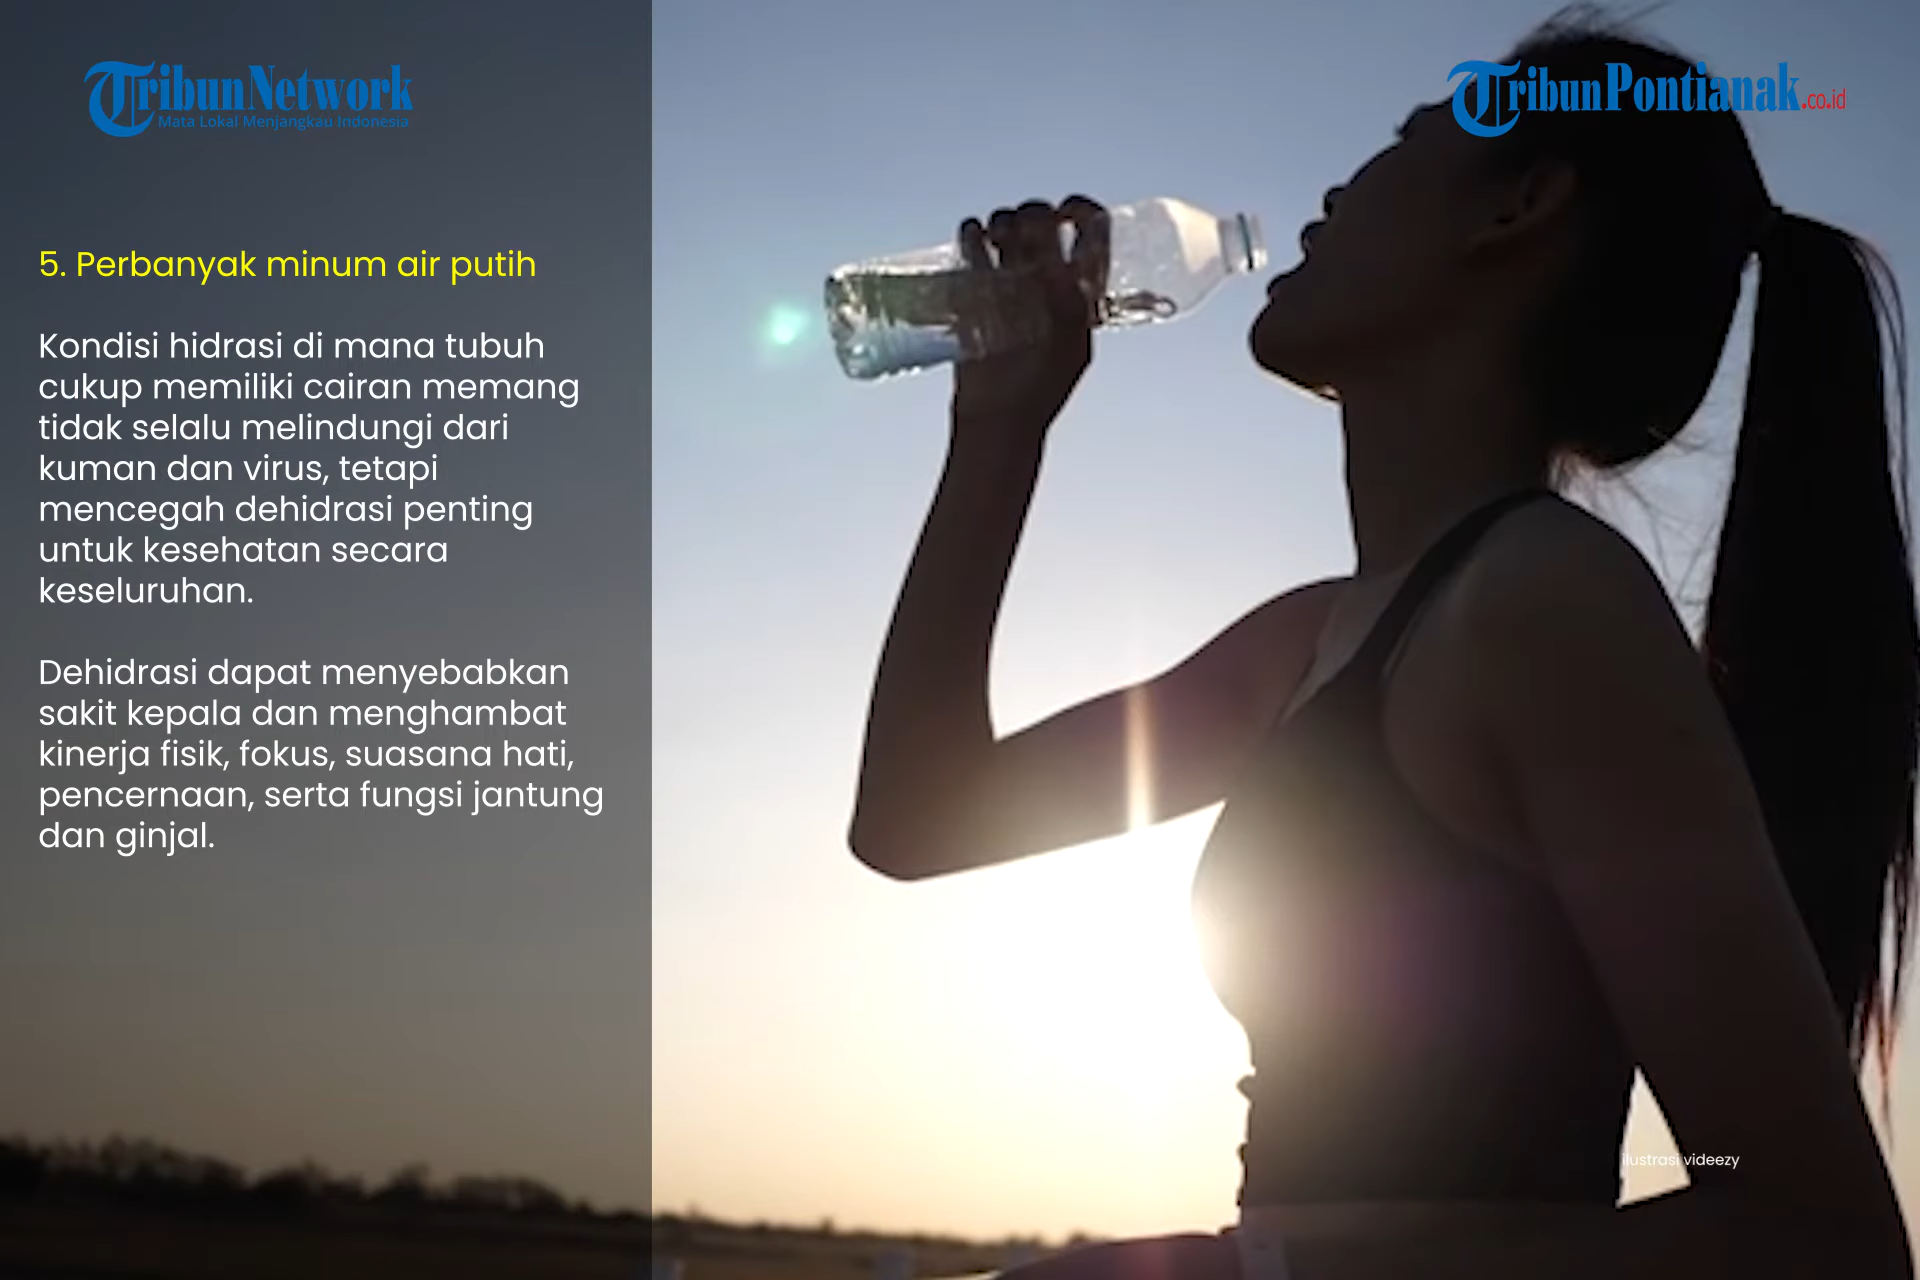 TribunNetwork
Mata Lokal Menjangkau Indonesia
TribunPontianak.co.id
5. Perbanyak minum air putih
Kondisi hidrasi di mana tubuh
cukup memiliki cairan memang
tidak selalu melindungi dari
kuman dan virus, tetapi
mencegah dehidrasi penting
untuk kesehatan secara
keseluruhan.
Dehidrasi dapat menyebabkan
sakit kepala dan menghambat
kinerja fisik, fokus, suasana hati,
pencernaan, serta fungsi jantung
dan ginjal.
ilustrasi videezy